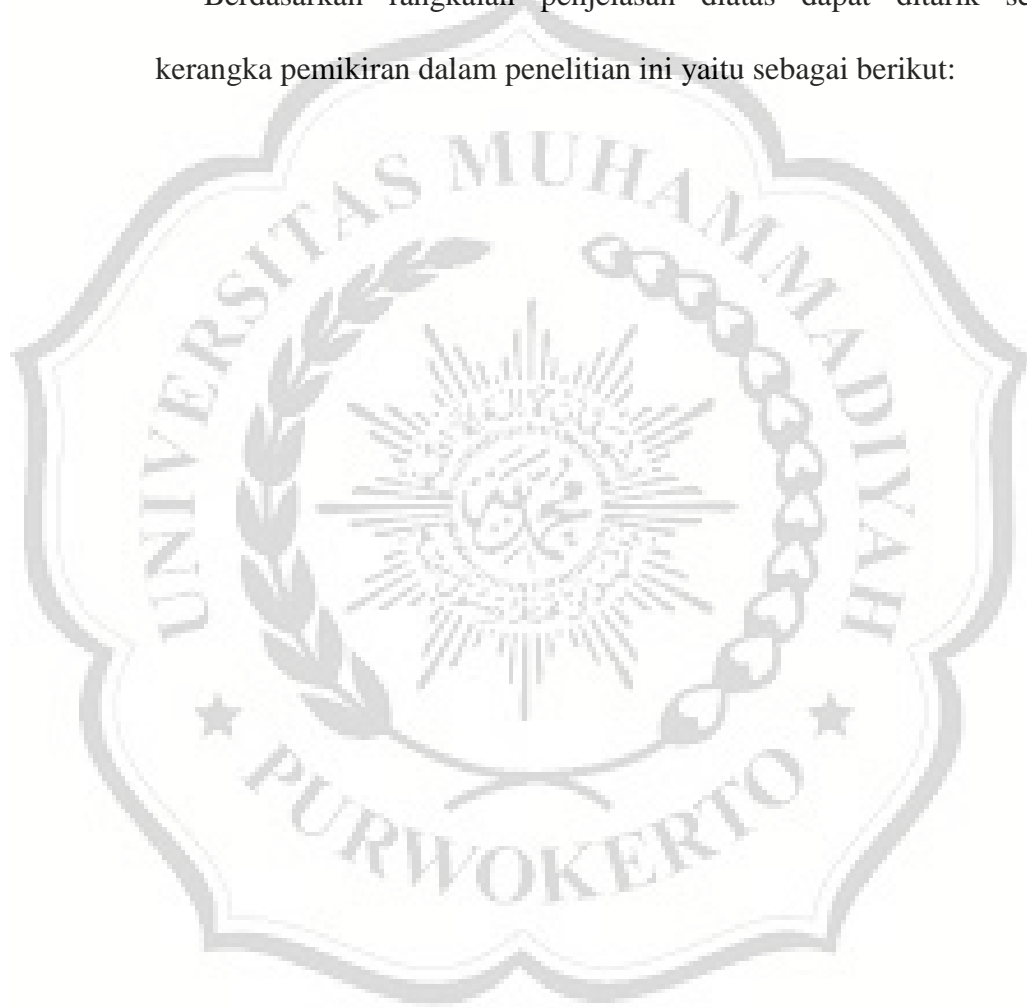 Berdasarkan rangkaian penjelasan diatas dapat ditarik
kerangka pemikiran dalam penelitian ini yaitu sebagai berikut:
UNIVERSITAS MUHAMMADIYAH
PURWOKERTO